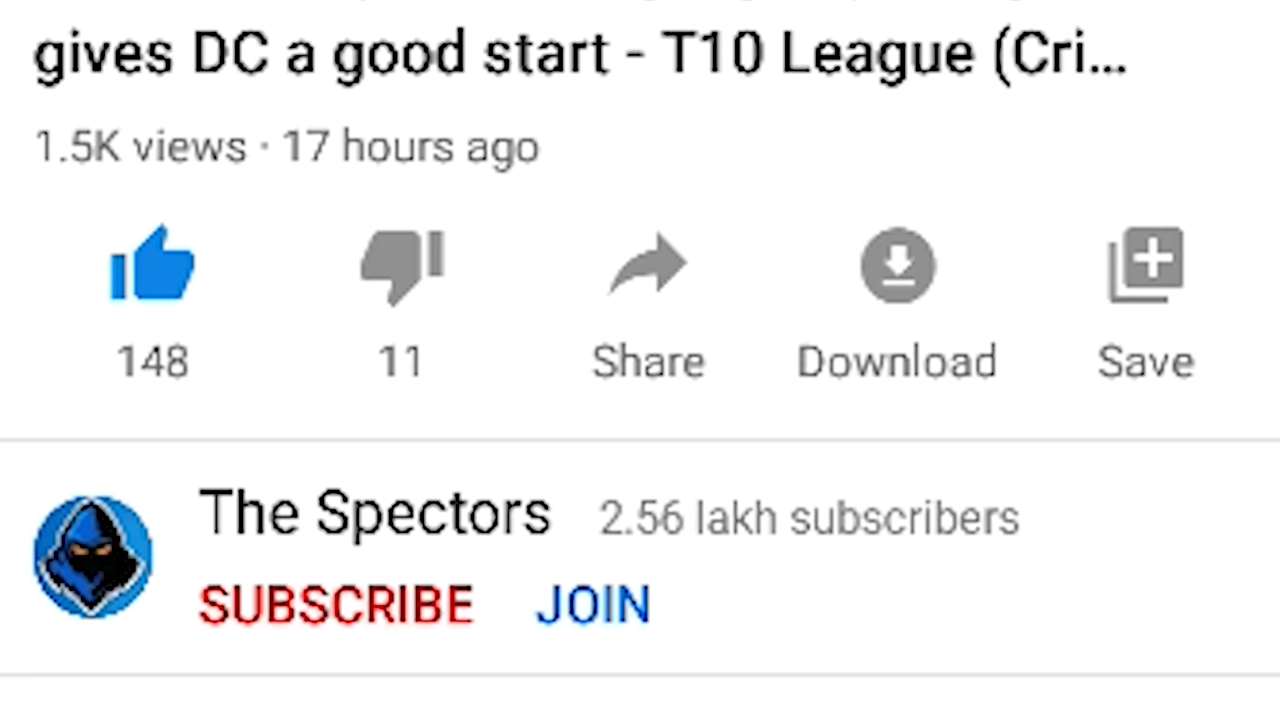 gives DC a good start - T10 League (Cri...
1.5K views · 17 hours ago
148 11 Share Download Save
The Spectors 2.56 lakh subscribers
SUBSCRIBE JOIN